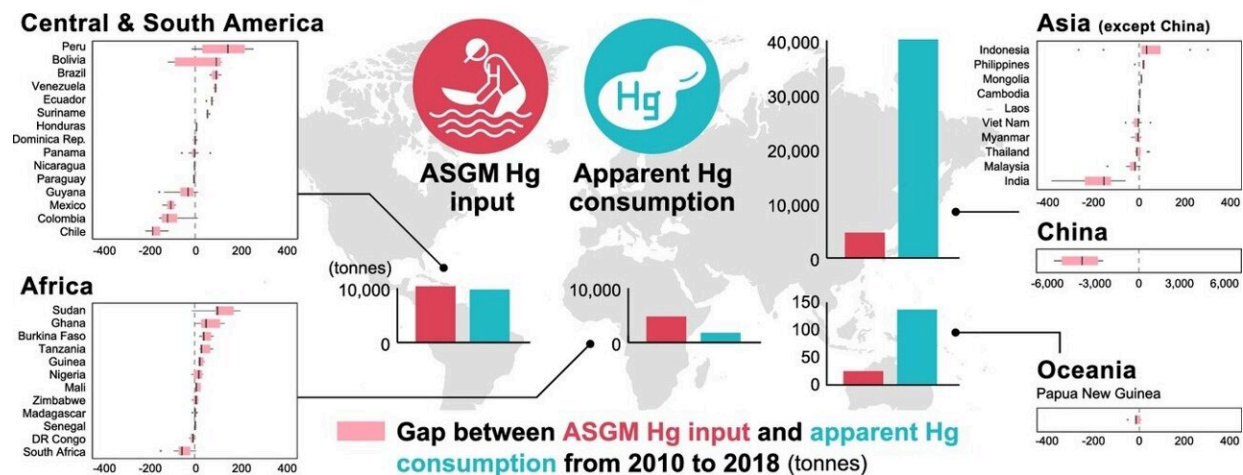 Central & South America
Peru
Bolivia
Brazil
Venezuela
Ecuador
Suriname
Honduras
Dominica Rep.
Panama
Nicaragua
Paraguay
Guyana
Mexico
Colombia
Chile
-400 -200 0 200 400
Africa
Sudan
Ghana
Burkina Faso
Tanzania
Guinea
Nigeria
Mali
Zimbabwe
Madagascar
Senegal
DR Congo
South Africa
-400 -200 0 200 400
ASGM Hg
input
Hg
Apparent Hg
consumption
(tonnes)
10,000
0
10,000
0
40,000
30,000
20,000
10,000
0
150
100
50
0
Asia (except China)
Indonesia
Philippines
Mongolia
Cambodia
Laos
Viet Nam
Myanmar
Thailand
Malaysia
India
-400 -200 0 200 400
China
-6,000 -3,000 0 3,000 6,000
Oceania
Papua New Guinea
-400 -200 0 200 400
Gap between ASGM Hg input and apparent Hg
consumption from 2010 to 2018 (tonnes)